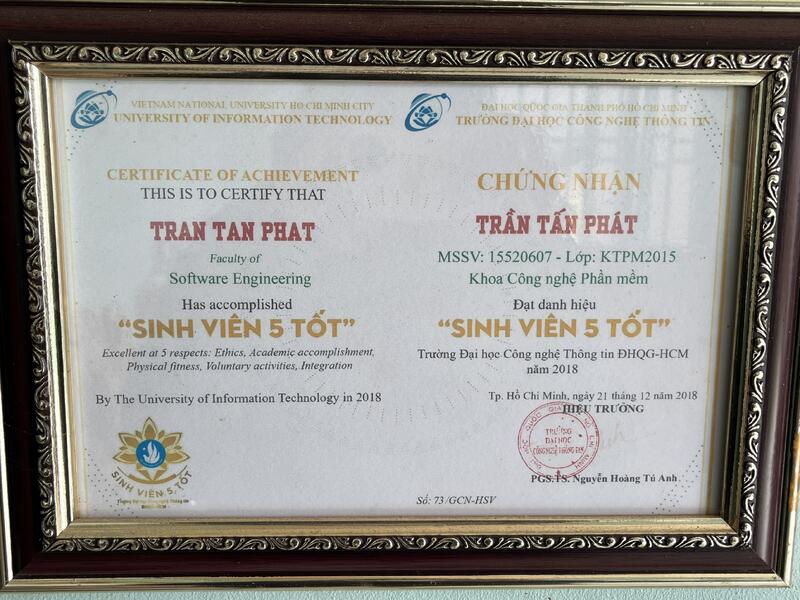 VIETNAM NATIONAL UNIVERSITY HO CHI MINH CITY
UNIVERSITY OF INFORMATION TECHNOLOGY
CERTIFICATE OF ACHIEVEMENT
THIS IS TO CERTIFY THAT
TRAN TAN PHAT
Faculty of
Software Engineering
Has accomplished
“SINH VIÊN 5 TỐT”
Excellent at 5 respects: Ethics, Academic accomplishment,
Physical fitness, Voluntary activities, Integration
By The University of Information Technology in 2018
SINH VIÊN 5 TỐT
ĐẠI HỌC QUỐC GIA THÀNH PHỐ HỒ CHÍ MINH
TRƯỜNG ĐẠI HỌC CÔNG NGHỆ THÔNG TIN
CHỨNG NHẬN
TRẦN TẤN PHÁT
MSSV: 15520607 - Lớp: KTPM2015
Khoa Công nghệ Phần mềm
Đạt danh hiệu
“SINH VIÊN 5 TỐT”
Trường Đại học Công nghệ Thông tin ĐHQG-HCM
năm 2018
Tp. Hồ Chí Minh, ngày 21 tháng 12 năm 2018
HIỆU TRƯỞNG
TRƯỜNG
ĐẠI HỌC
CÔNG NGHỆ THÔNG TIN
PGS.TS. Nguyễn Hoàng Tú Anh
Số: 73/GCN-HSV